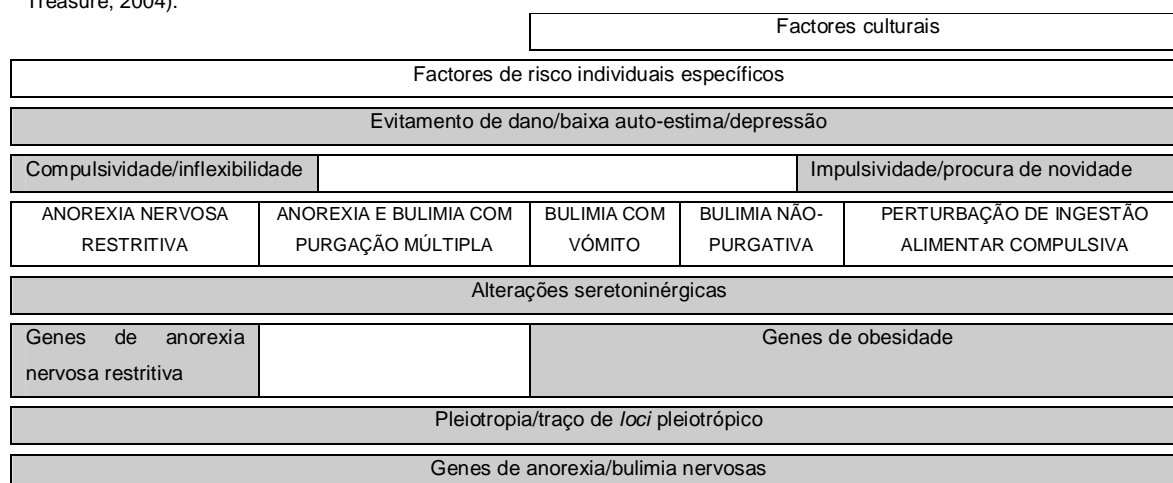 Treasure, 2004).
Factores culturais
Factores de risco individuais específicos
Evitamento de dano/baixa auto-estima/depressão
Compulsividade/inflexibilidade
Impulsividade/procura de novidade
ANOREXIA NERVOSA
RESTRITIVA
ANOREXIA E BULIMIA COM
PURGAÇÃO MÚLTIPLA
BULIMIA COM
VÓMITO
BULIMIA NÃO-
PURGATIVA
PERTURBAÇÃO DE INGESTÃO
ALIMENTAR COMPULSIVA
Alterações seretoninérgicas
Genes de anorexia
nervosa restritiva
Genes de obesidade
Pleiotropia/traço de loci pleiotrópico
Genes de anorexia/bulimia nervosas